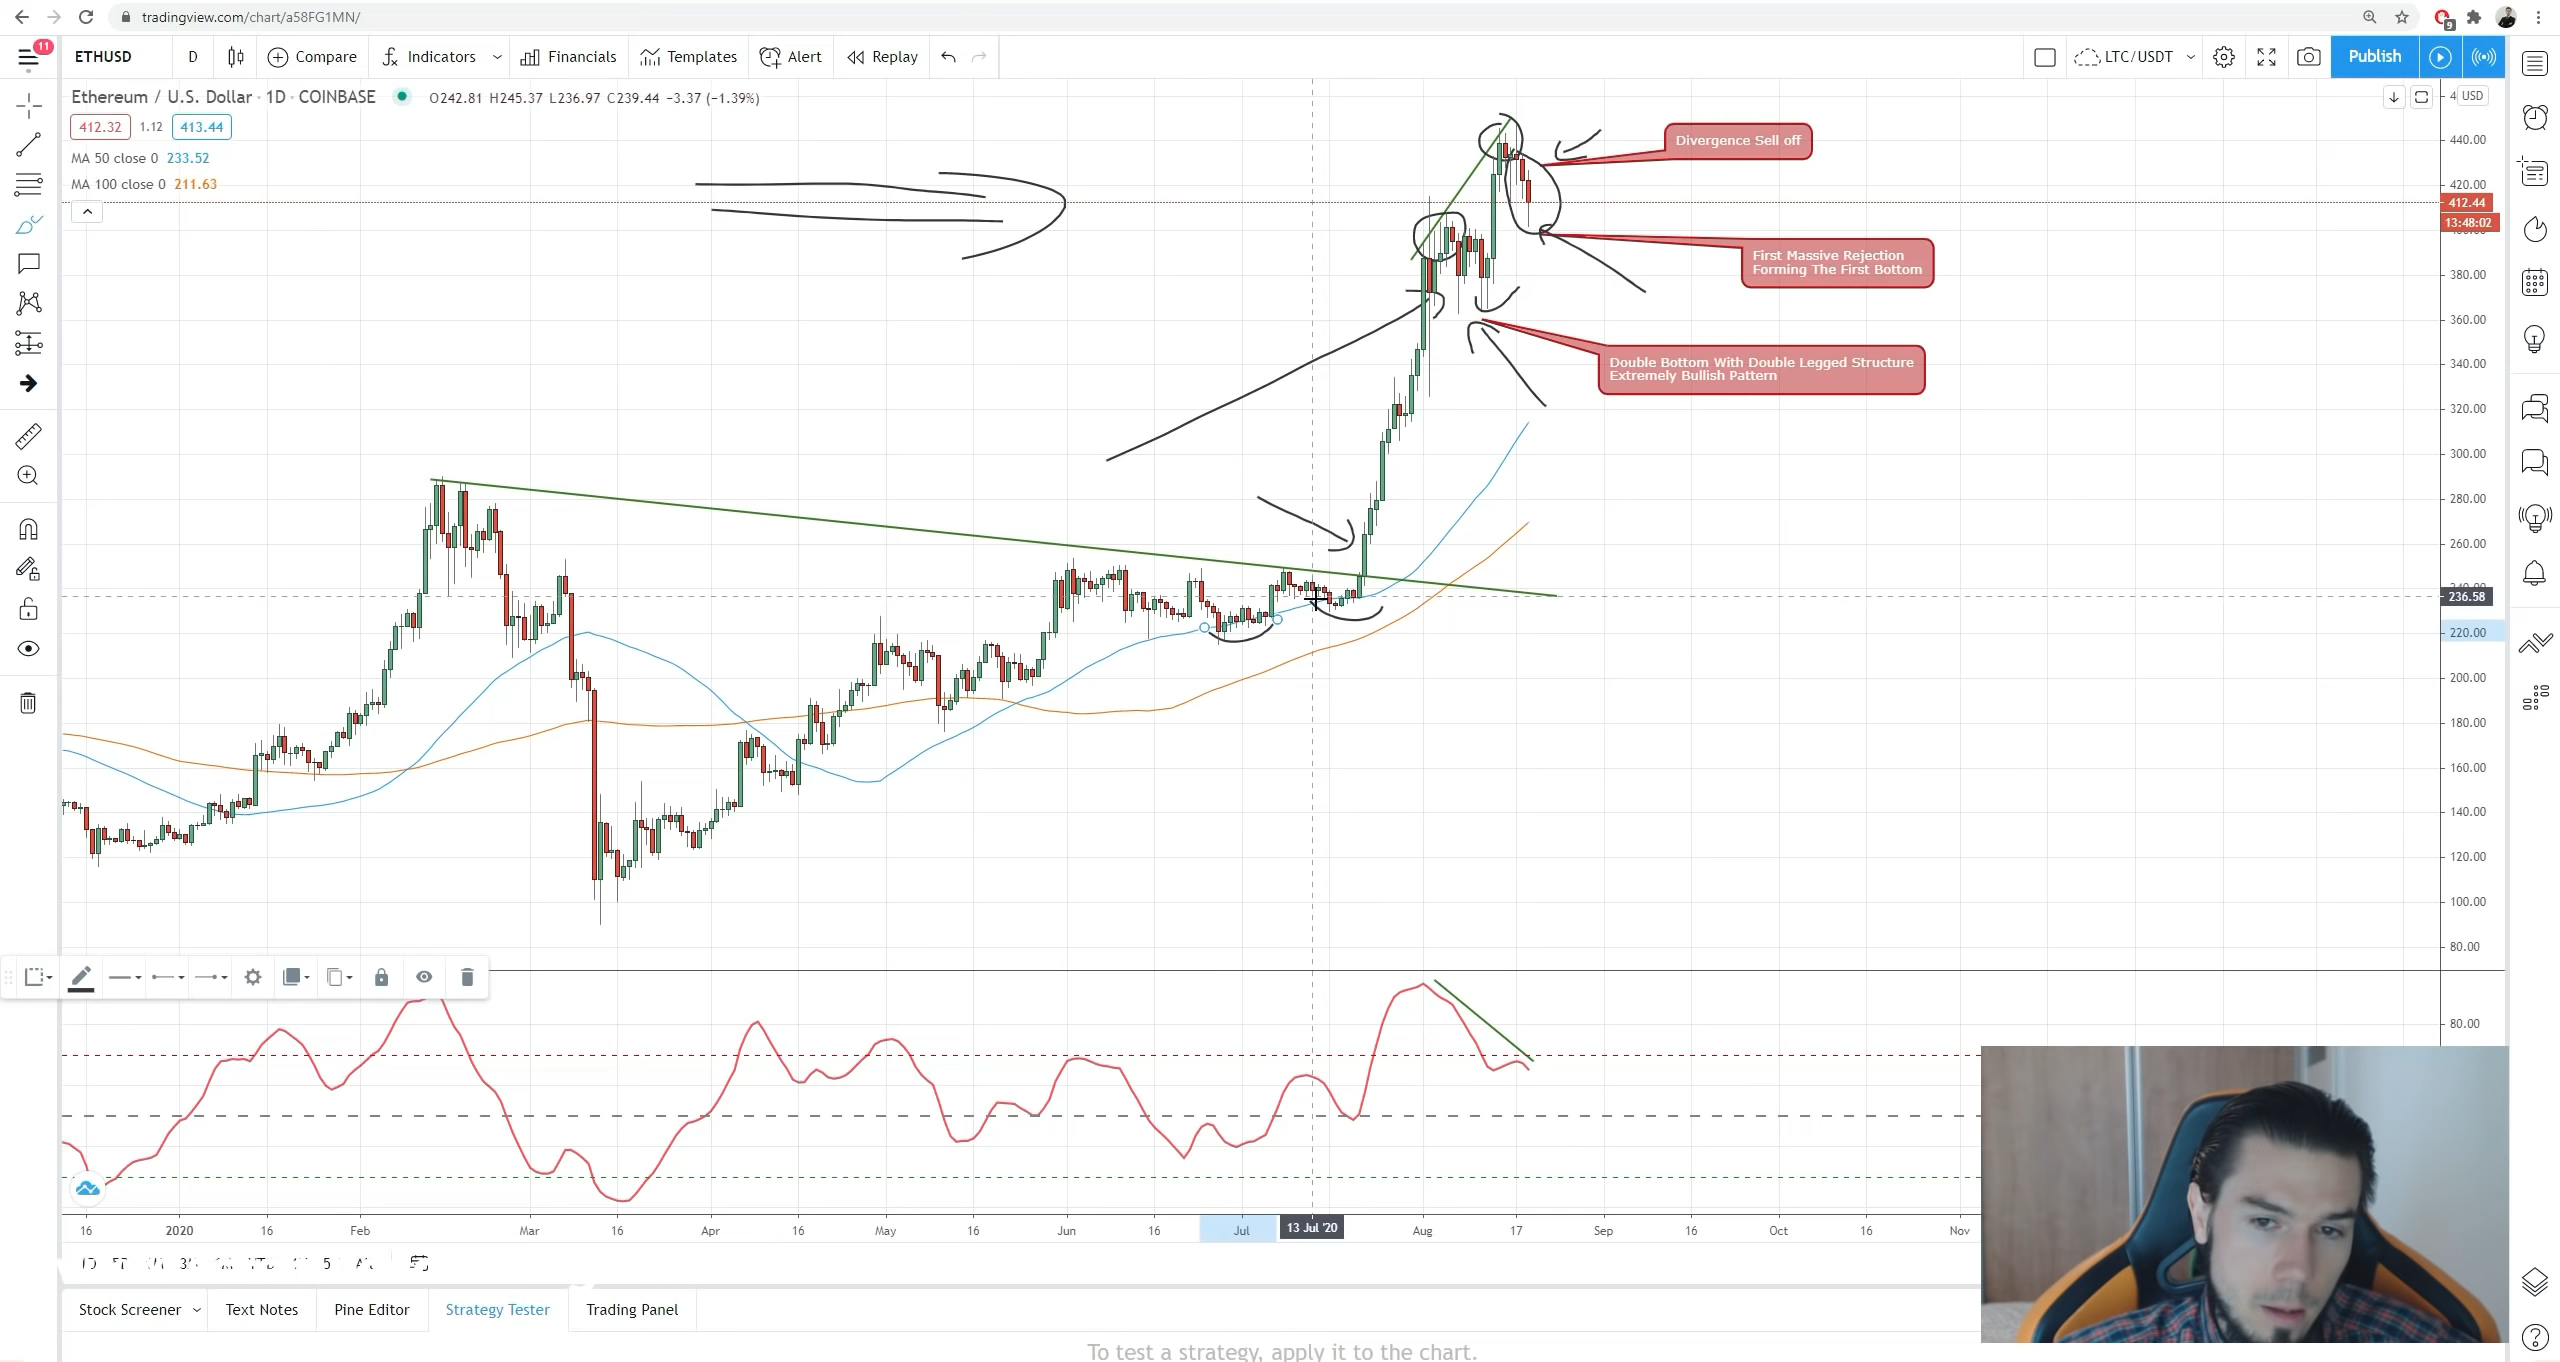 tradingview.com/chart/a58FG1MN/
9
11
ETHUSD D Compare Indicators Financials Templates Alert Replay LTC/USDT Publish
Ethereum / U.S. Dollar · 1D · COINBASE O242.81 H245.37 L236.97 C239.44 −3.37 (−1.39%)
412.32 1.12 413.44
MA 50 close 0 233.52
MA 100 close 0 211.63
USD
440.00
420.00
412.44
13:48:02
380.00
360.00
340.00
320.00
300.00
280.00
260.00
236.58
220.00
200.00
180.00
160.00
140.00
120.00
100.00
80.00
80.00
Divergence Sell off
First Massive Rejection
Forming The First Bottom
Double Bottom With Double Legged Structure
Extremely Bullish Pattern
16 2020 16 Feb Mar 16 Apr 16 May 16 Jun 16 Jul 13 Jul '20 Aug 17 Sep 16 Oct 16 Nov
Stock Screener Text Notes Pine Editor Strategy Tester Trading Panel
To test a strategy, apply it to the chart.